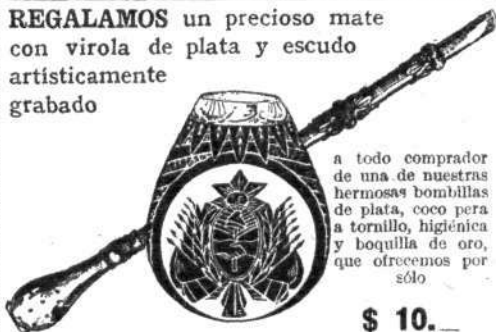 REGALAMOS un precioso mate
con virola de plata y escudo
artísticamente
grabado
a todo comprador
de una de nuestras
hermosas bombillas
de plata, coco pera
a tornillo, higiénica
y boquilla de oro,
que ofrecemos por
sólo
$ 10.__